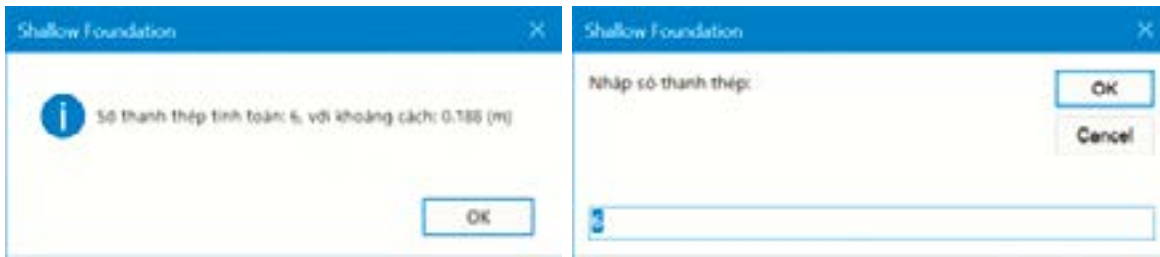 Shallow Foundation
Số thanh thép tính toán: 6, với khoảng cách: 0.188 (m)
OK
Shallow Foundation
Nhập số thanh thép:
OK
Cancel
6